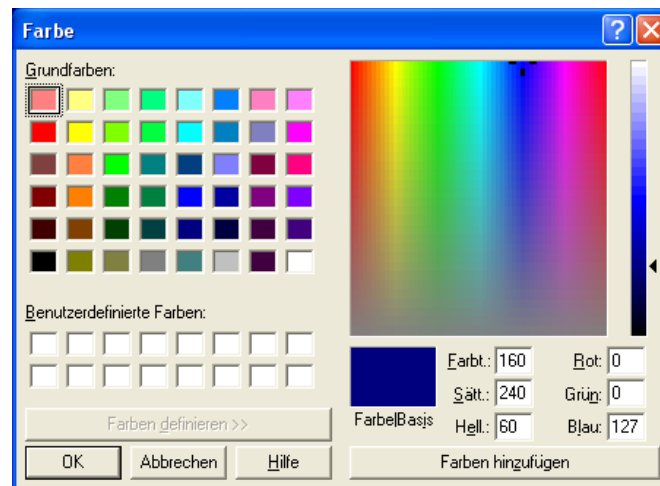 Farbe
Grundfarben:
Benutzerdefinierte Farben:
Farben definieren >>
OK Abbrechen Hilfe
Farbe|Basis
Farbt.: 160 Rot: 0
Sätt.: 240 Grün: 0
Hell.: 60 Blau: 127
Farben hinzufügen